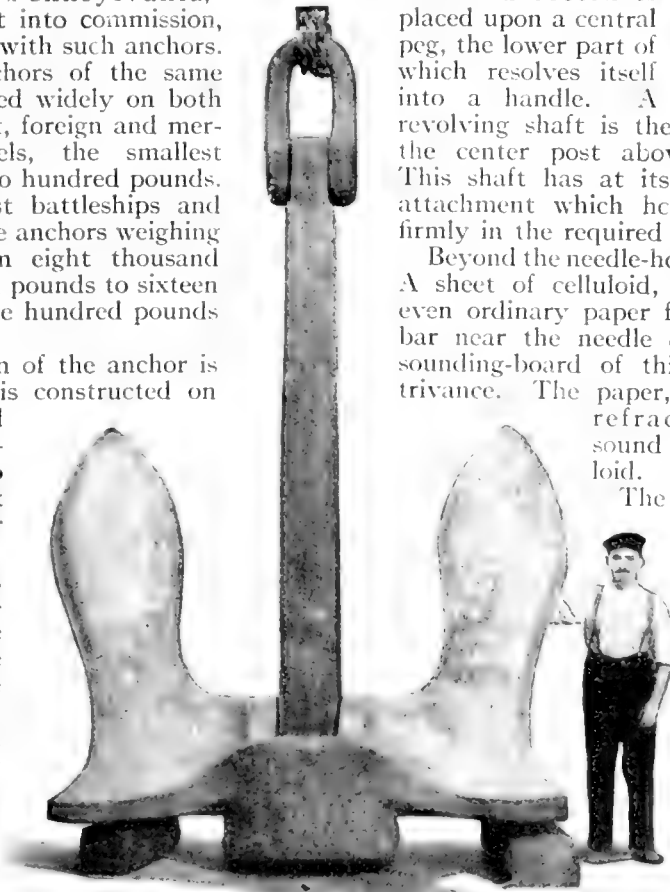 t into commission,
with such anchors.
chors of the same
ed widely on both
, foreign and mer-
els, the smallest
o hundred pounds.
st battleships and
e anchors weighing
n eight thousand
pounds to sixteen
e hundred pounds
n of the anchor is
is constructed on
placed upon a central
peg, the lower part of
which resolves itself
into a handle. A
revolving shaft is the
the center post abov
This shaft has at its
attachment which ho
firmly in the required
Beyond the needle-ho
A sheet of celluloid,
even ordinary paper f
bar near the needle
sounding-board of thi
trivance. The paper,
refrac
sound
loid.
The